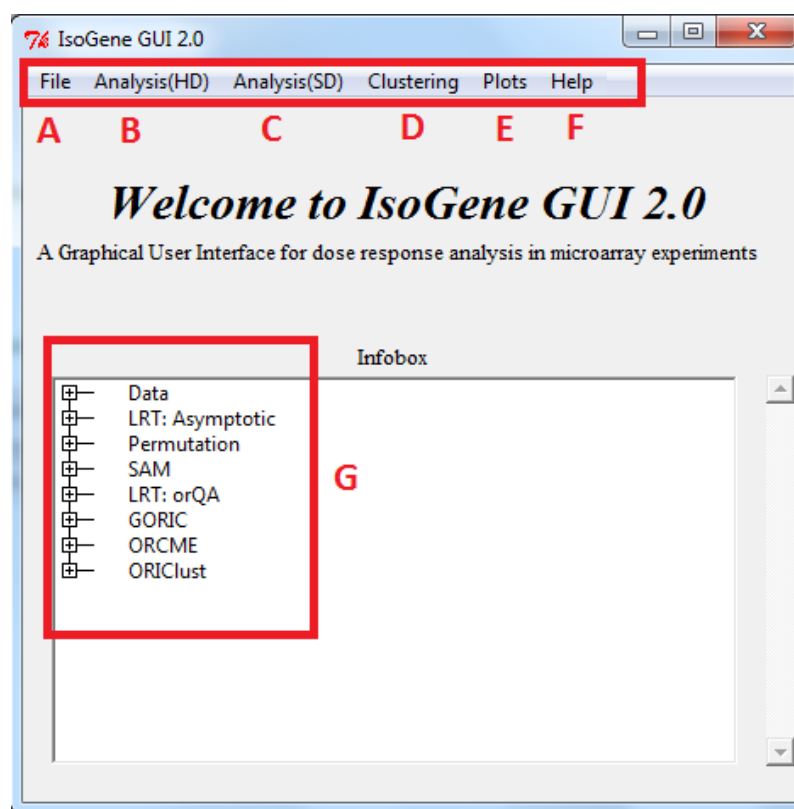 IsoGene GUI 2.0
File Analysis(HD) Analysis(SD) Clustering Plots Help
A B C D E F
Welcome to IsoGene GUI 2.0
A Graphical User Interface for dose response analysis in microarray experiments
Infobox
Data
LRT: Asymptotic
Permutation
SAM
LRT: orQA
GORIC
ORCME
ORIClust
G